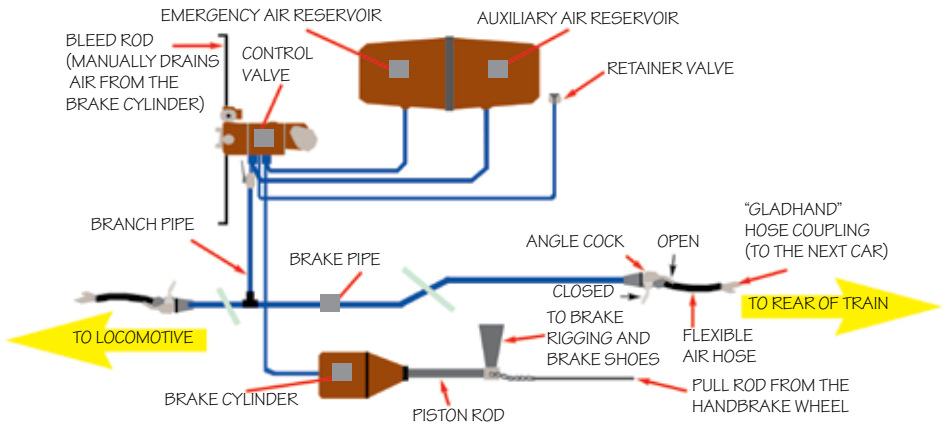 EMERGENCY AIR RESERVOIR
AUXILIARY AIR RESERVOIR
BLEED ROD
(MANUALLY DRAINS
AIR FROM THE
BRAKE CYLINDER)
CONTROL
VALVE
RETAINER VALVE
BRANCH PIPE
BRAKE PIPE
ANGLE COCK
OPEN
"GLADHAND"
HOSE COUPLING
(TO THE NEXT CAR)
CLOSED
TO REAR OF TRAIN
TO LOCOMOTIVE
TO BRAKE
RIGGING AND
BRAKE SHOES
FLEXIBLE
AIR HOSE
BRAKE CYLINDER
PISTON ROD
PULL ROD FROM THE
HANDBRAKE WHEEL